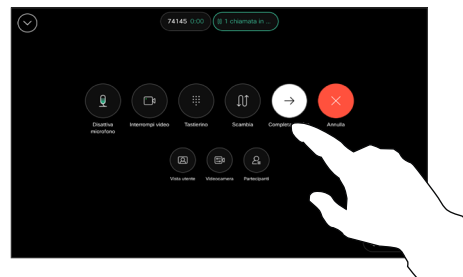 74145 0:00
1 chiamata in ...
Disattiva
microfono
Interrompi video
Tastierino
Scambia
Completa
Annulla
Vista utente
Videocamera
Partecipanti